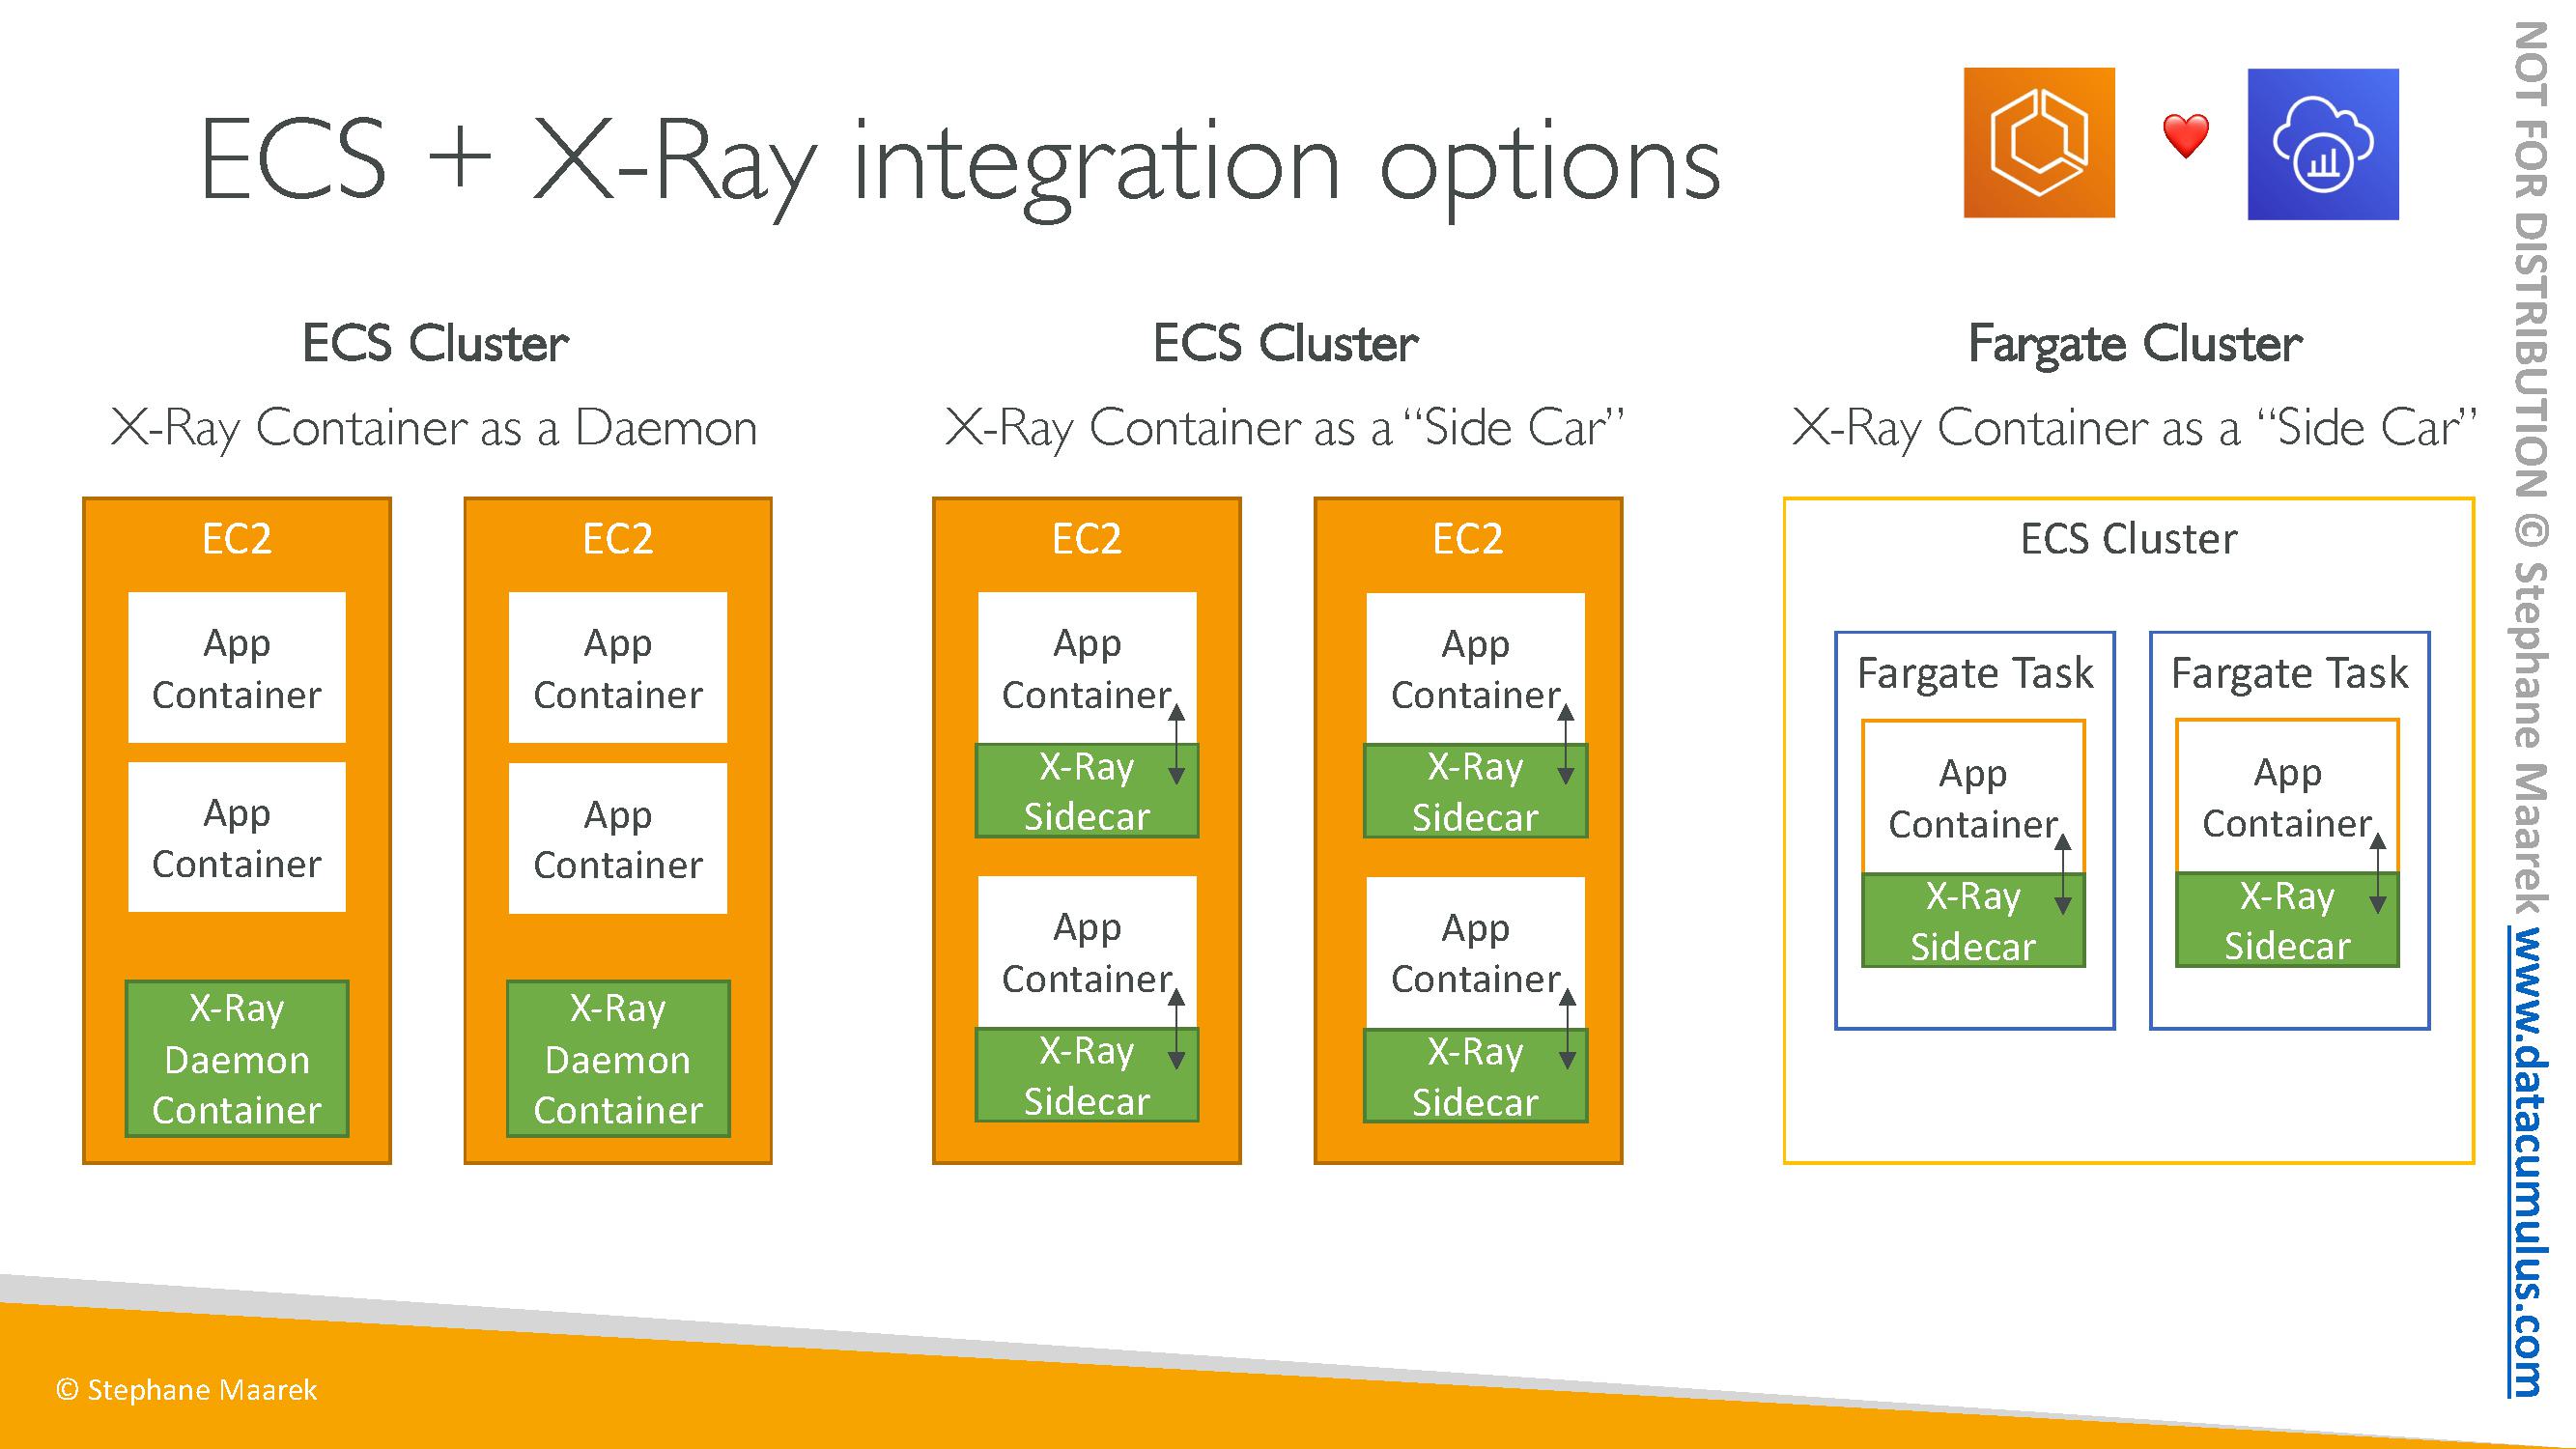 ECS + X-Ray integration options
ECS Cluster
X-Ray Container as a Daemon
EC2
App
Container
App
Container
X-Ray
Daemon
Container
EC2
App
Container
App
Container
X-Ray
Daemon
Container
ECS Cluster
X-Ray Container as a “Side Car”
EC2
App
Container
X-Ray
Sidecar
App
Container
X-Ray
Sidecar
EC2
App
Container
X-Ray
Sidecar
App
Container
X-Ray
Sidecar
Fargate Cluster
X-Ray Container as a “Side Car”
ECS Cluster
Fargate Task
App
Container
X-Ray
Sidecar
Fargate Task
App
Container
X-Ray
Sidecar
© Stephane Maarek
NOT FOR DISTRIBUTION © Stephane Maarek www.datacumulus.com